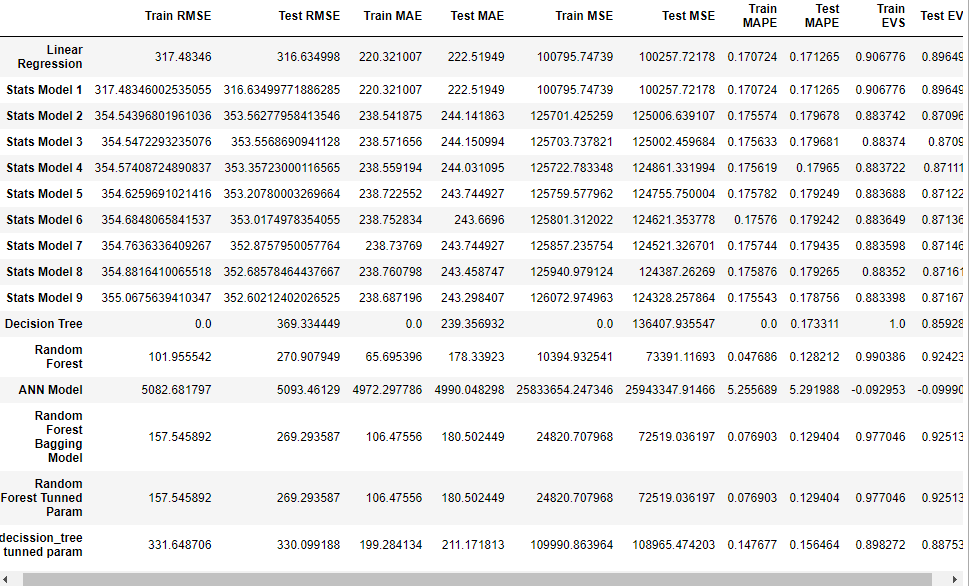 Train RMSE Test RMSE Train MAE Test MAE Train MSE Test MSE Train MAPE Test MAPE Train EVS Test EV
Linear Regression 317.48346 316.634998 220.321007 222.51949 100795.74739 100257.72178 0.170724 0.171265 0.906776 0.89649
Stats Model 1 317.48346002535055 316.63499771886285 220.321007 222.51949 100795.74739 100257.72178 0.170724 0.171265 0.906776 0.89649
Stats Model 2 354.54396801961036 353.56277958413546 238.541875 244.141863 125701.425259 125006.639107 0.175574 0.179678 0.883742 0.87096
Stats Model 3 354.5472293235076 353.5568690941128 238.571656 244.150994 125703.737821 125002.459684 0.175633 0.179681 0.88374 0.8709
Stats Model 4 354.57408724890837 353.35723000116565 238.559194 244.031095 125722.783348 124861.331994 0.175619 0.17965 0.883722 0.87111
Stats Model 5 354.6259691021416 353.20780003269664 238.722552 243.744927 125759.577962 124755.750004 0.175782 0.179249 0.883688 0.87122
Stats Model 6 354.6848065841537 353.0174978354055 238.752834 243.6696 125801.312022 124621.353778 0.17576 0.179242 0.883649 0.87136
Stats Model 7 354.7636336409267 352.8757950057764 238.73769 243.744927 125857.235754 124521.326701 0.175744 0.179435 0.883598 0.87146
Stats Model 8 354.8816410065518 352.68578464437667 238.760798 243.458747 125940.979124 124387.26269 0.175876 0.179265 0.88352 0.87161
Stats Model 9 355.0675639410347 352.60212402026525 238.687196 243.298407 126072.974963 124328.257864 0.175543 0.178756 0.883398 0.87167
Decision Tree 0.0 369.334449 0.0 239.356932 0.0 136407.935547 0.0 0.173311 1.0 0.85928
Random Forest 101.955542 270.907949 65.695396 178.33923 10394.932541 73391.11693 0.047686 0.128212 0.990386 0.92423
ANN Model 5082.681797 5093.46129 4972.297786 4990.048298 25833654.247346 25943347.91466 5.255689 5.291988 -0.092953 -0.09990
Random Forest Bagging Model 157.545892 269.293587 106.47556 180.502449 24820.707968 72519.036197 0.076903 0.129404 0.977046 0.92513
Random Forest Tunned Param 157.545892 269.293587 106.47556 180.502449 24820.707968 72519.036197 0.076903 0.129404 0.977046 0.92513
decission_tree tunned param 331.648706 330.099188 199.284134 211.171813 109990.863964 108965.474203 0.147677 0.156464 0.898272 0.88753